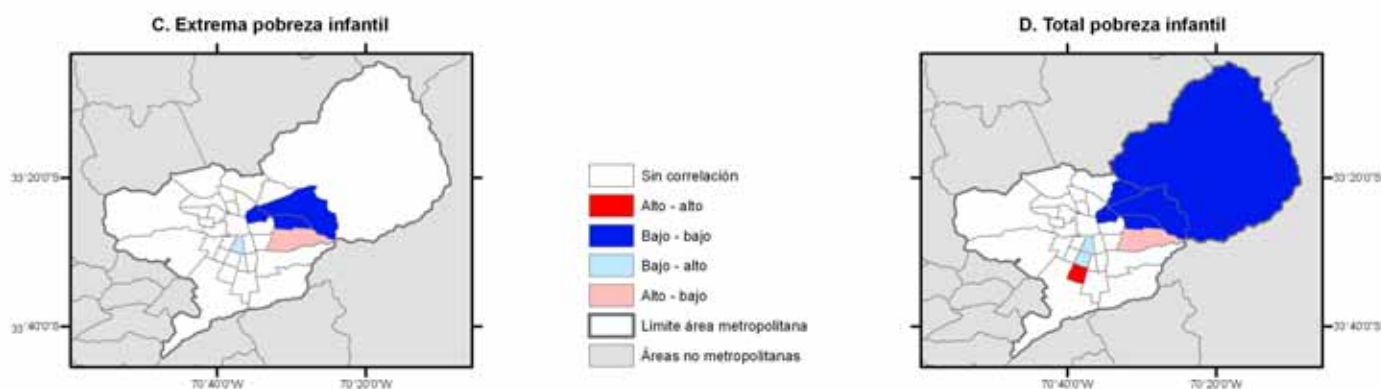 C. Extrema pobreza infantil
33°20'0"S
33°40'0"S
70°40'0"W
70°20'0"W
Sin correlación
Alto - alto
Bajo - bajo
Bajo - alto
Alto - bajo
Límite área metropolitana
Áreas no metropolitanas
D. Total pobreza infantil
33°20'0"S
33°40'0"S
70°40'0"W
70°20'0"W